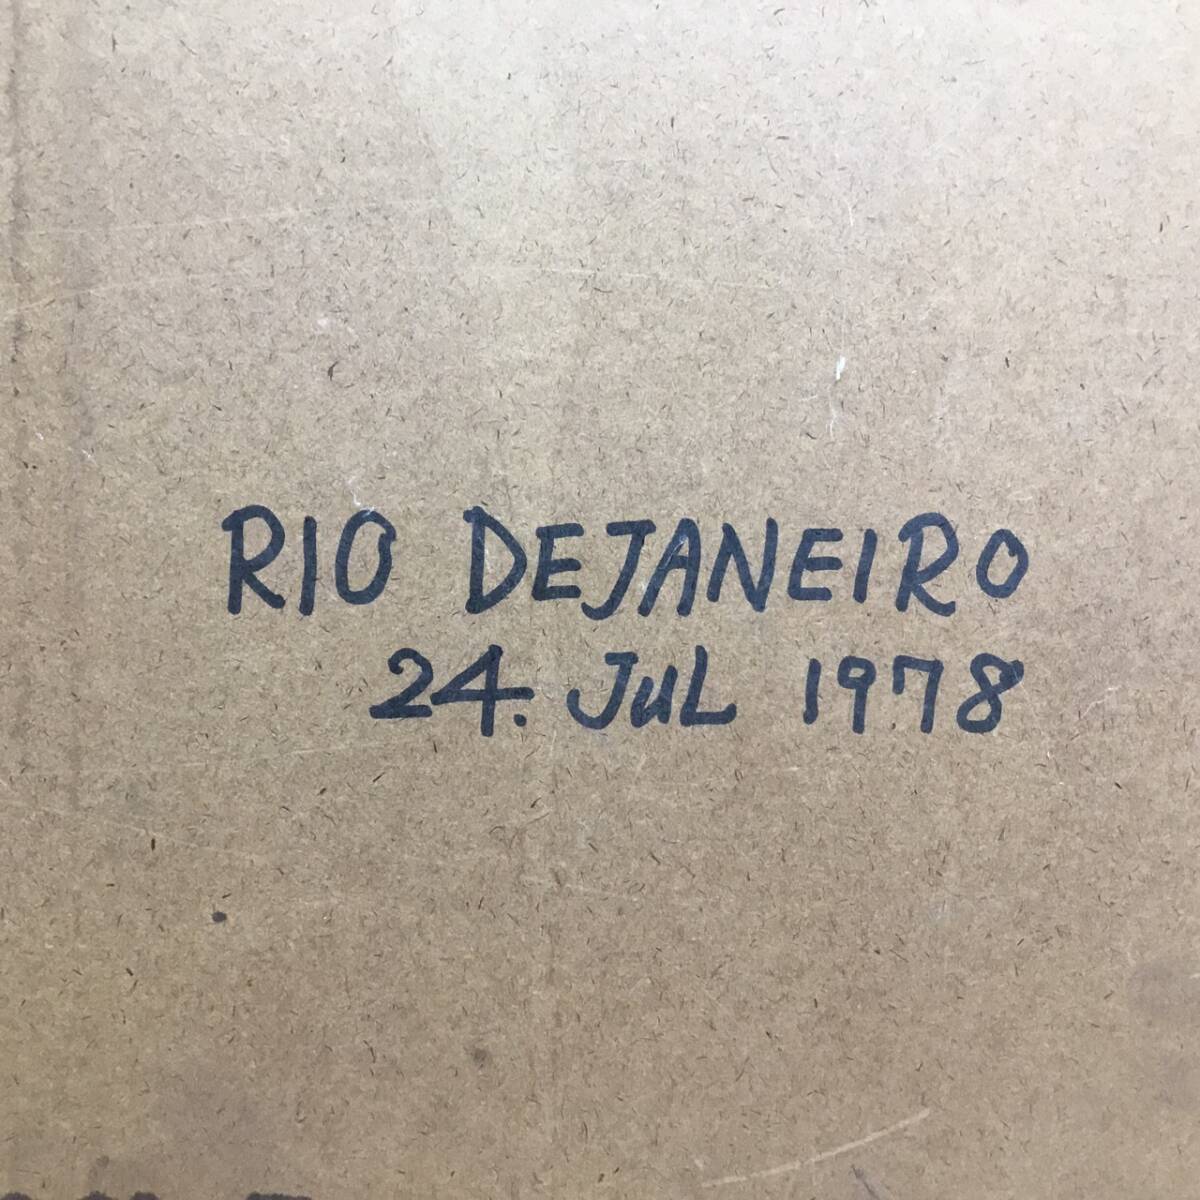 RIO DEJANEIRO
24. JuL 1978